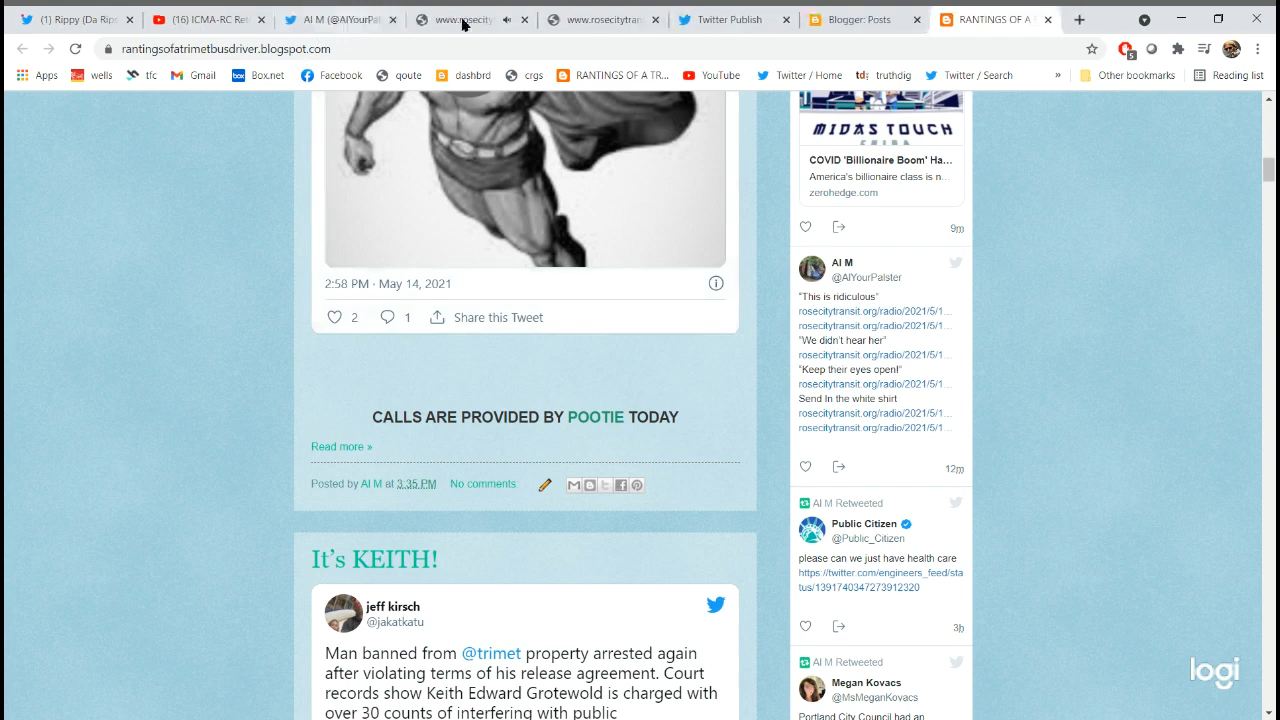 (1) Rippy (Da Rips
(16) ICMA-RC Ret
Al M (@AlYourPal
www.rosecity
www.rosecitytran
Twitter Publish
Blogger: Posts
RANTINGS OF A
rantingsofatrimetbusdriver.blogspot.com
5
Apps
wells
tfc
Gmail
Box.net
Facebook
qoute
dashbrd
crgs
RANTINGS OF A TR...
YouTube
Twitter / Home
td: truthdig
Twitter / Search
»
Other bookmarks
Reading list
2:58 PM · May 14, 2021
2
1
Share this Tweet
CALLS ARE PROVIDED BY POOTIE TODAY
Read more »
Posted by Al M at 3:35 PM No comments:
It's KEITH!
jeff kirsch
@jakatkatu
Man banned from @trimet property arrested again
after violating terms of his release agreement. Court
records show Keith Edward Grotewold is charged with
over 30 counts of interfering with public
MIDAS TOUCH
COVID 'Billionaire Boom' Ha...
America's billionaire class is n...
zerohedge.com
9m
Al M
@AlYourPalster
"This is ridiculous"
rosecitytransit.org/radio/2021/5/1...
rosecitytransit.org/radio/2021/5/1...
"We didn't hear her"
rosecitytransit.org/radio/2021/5/1...
"Keep their eyes open!"
rosecitytransit.org/radio/2021/5/1...
Send In the white shirt
rosecitytransit.org/radio/2021/5/1...
rosecitytransit.org/radio/2021/5/1...
12m
Al M Retweeted
Public Citizen
@Public_Citizen
please can we just have health care
https://twitter.com/engineers_feed/sta
tus/1391740347273912320
3h
Al M Retweeted
Megan Kovacs
@MsMeganKovacs
Portland City Council had an
logi